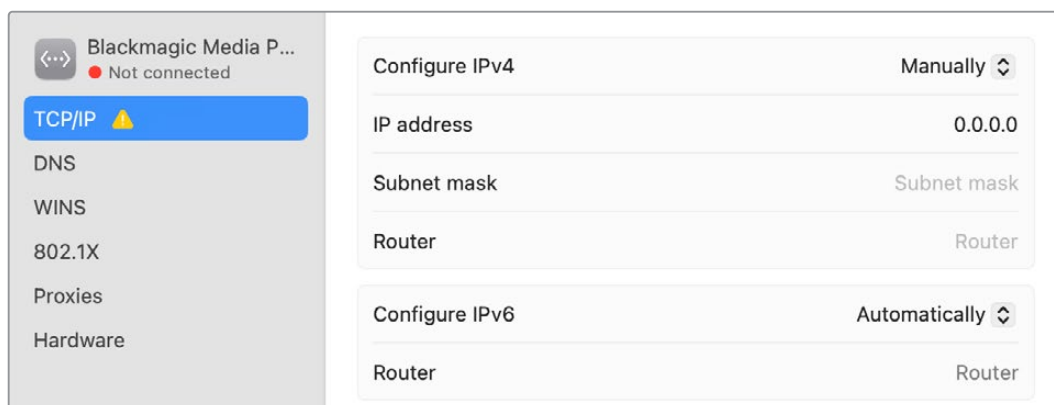 Blackmagic Media P...
Not connected
TCP/IP
DNS
WINS
802.1X
Proxies
Hardware
Configure IPv4 Manually
IP address 0.0.0.0
Subnet mask Subnet mask
Router Router
Configure IPv6 Automatically
Router Router